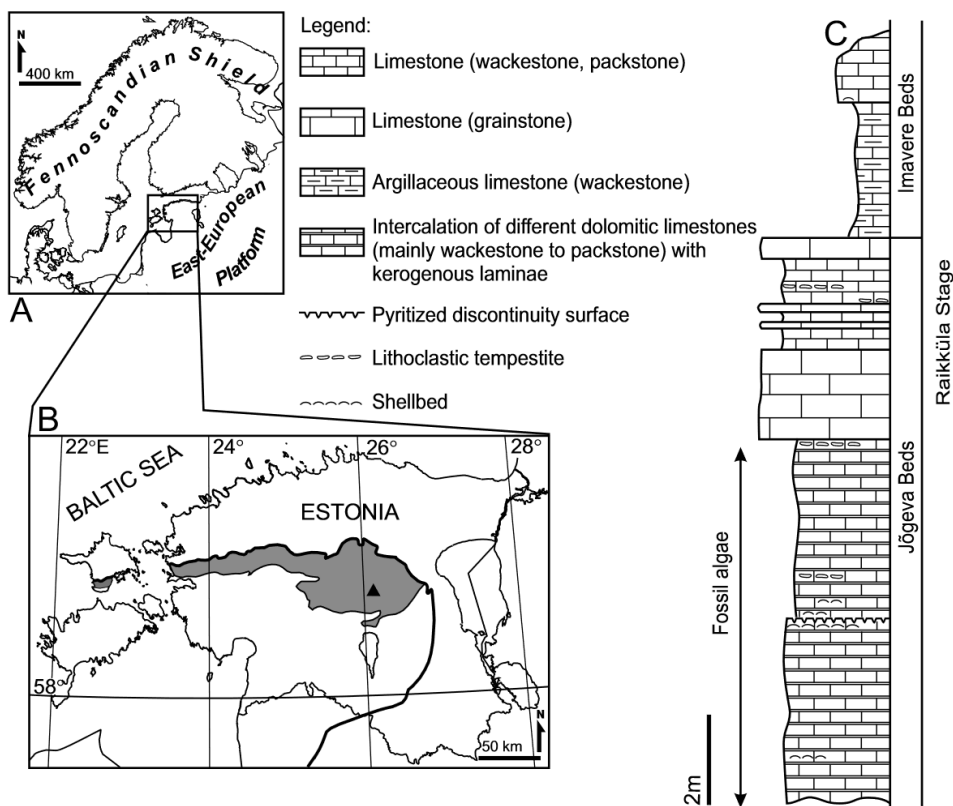 N
400 km
Fennoscandian Shield
East-European
Platform
A
Legend:
Limestone (wackestone, packstone)
Limestone (grainstone)
Argillaceous limestone (wackestone)
Intercalation of different dolomitic limestones
(mainly wackestone to packstone) with
kerogenous laminae
Pyritized discontinuity surface
Lithoclastic tempestite
Shellbed
B
22°E
24°
26°
28°
BALTIC SEA
ESTONIA
58°
N
50 km
C
Imavere Beds
Jõgeva Beds
Raikküla Stage
Fossil algae
2m